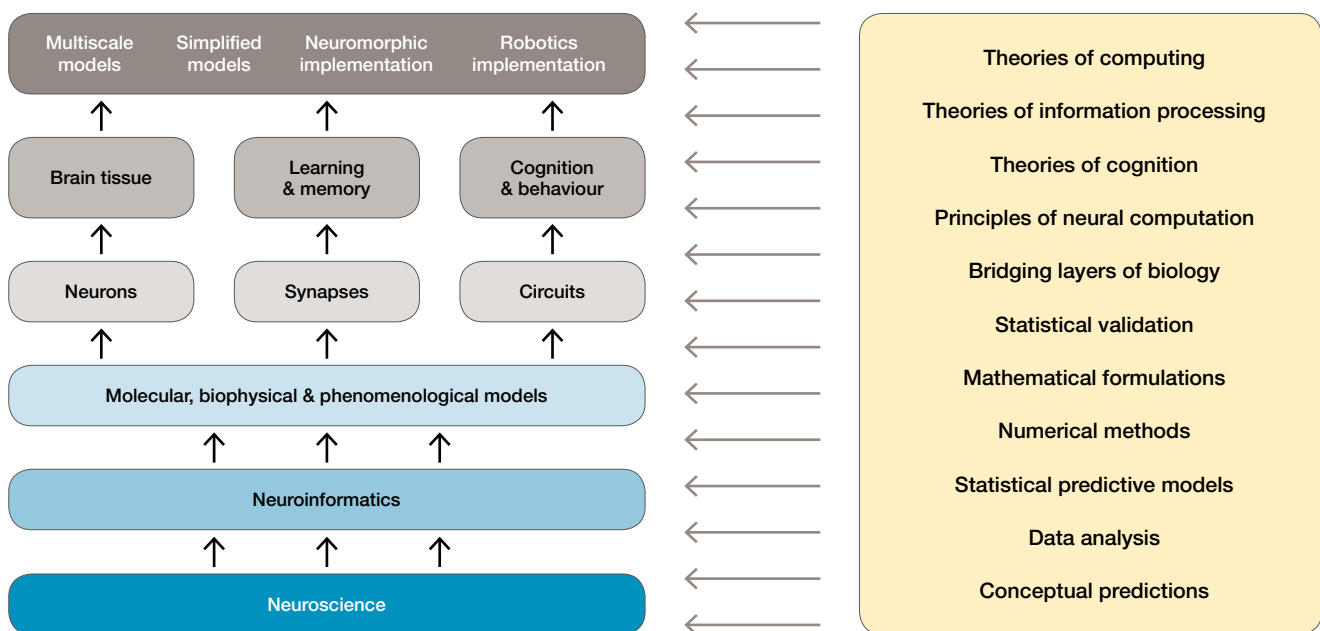 Multiscale
models
Simplified
models
Neuromorphic
implementation
Robotics
implementation
Brain tissue
Learning
& memory
Cognition
& behaviour
Neurons
Synapses
Circuits
Molecular, biophysical & phenomenological models
Neuroinformatics
Neuroscience
Theories of computing
Theories of information processing
Theories of cognition
Principles of neural computation
Bridging layers of biology
Statistical validation
Mathematical formulations
Numerical methods
Statistical predictive models
Data analysis
Conceptual predictions